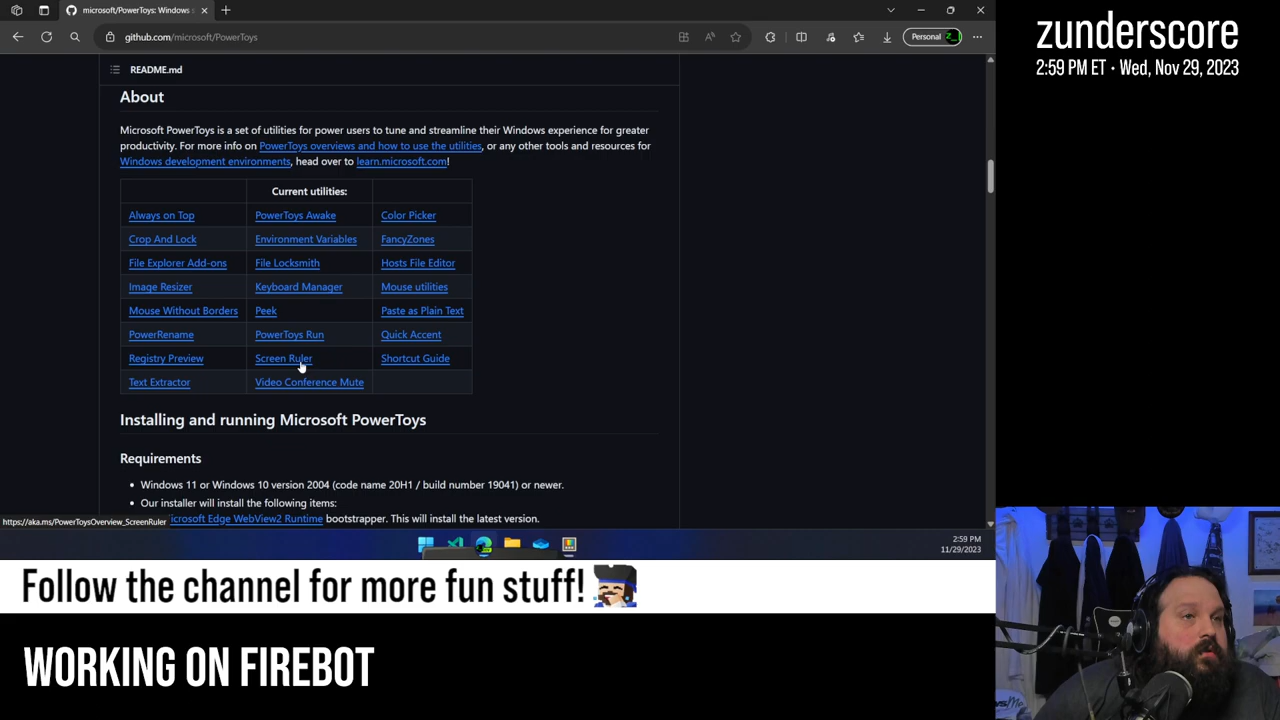 microsoft/PowerToys: Windows
github.com/microsoft/PowerToys
Personal
README.md
About
Microsoft PowerToys is a set of utilities for power users to tune and streamline their Windows experience for greater
productivity. For more info on PowerToys overviews and how to use the utilities, or any other tools and resources for
Windows development environments, head over to learn.microsoft.com!
Current utilities:
Always on Top PowerToys Awake Color Picker
Crop And Lock Environment Variables FancyZones
File Explorer Add-ons File Locksmith Hosts File Editor
Image Resizer Keyboard Manager Mouse utilities
Mouse Without Borders Peek Paste as Plain Text
PowerRename PowerToys Run Quick Accent
Registry Preview Screen Ruler Shortcut Guide
Text Extractor Video Conference Mute
Installing and running Microsoft PowerToys
Requirements
Windows 11 or Windows 10 version 2004 (code name 20H1 / build number 19041) or newer.
Our installer will install the following items:
icrosoft Edge WebView2 Runtime bootstrapper. This will install the latest version.
https://aka.ms/PowerToysOverview_ScreenRuler
2:59 PM
11/29/2023
zunderscore
2:59 PM ET • Wed, Nov 29, 2023
Follow the channel for more fun stuff!
WORKING ON FIREBOT